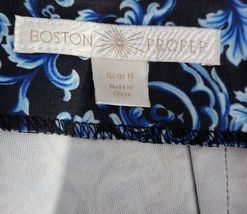 BOSTON PROPER
Size 8
Made in
China